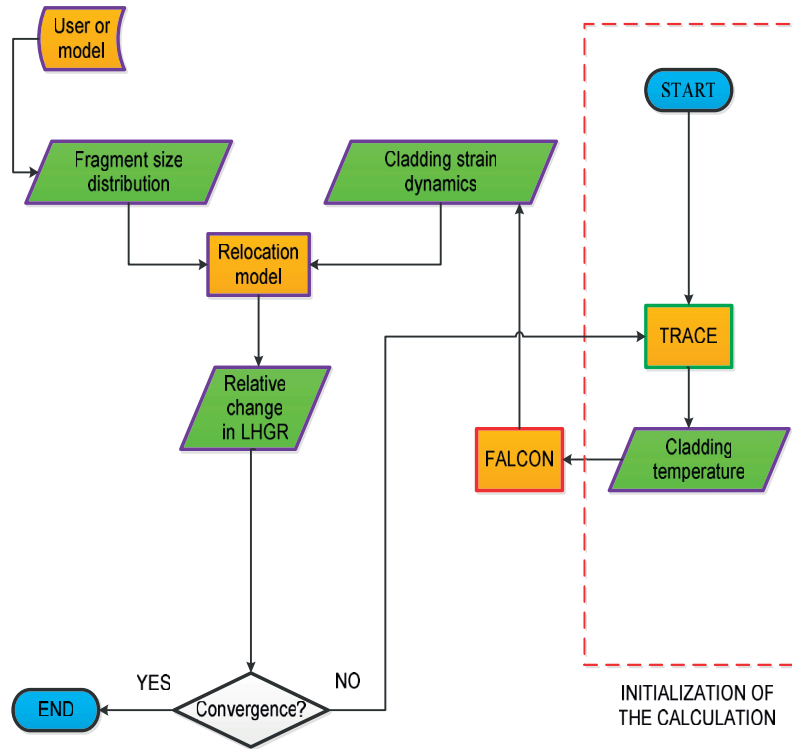 User or
model
START
Fragment size
distribution
Cladding strain
dynamics
Relocation
model
TRACE
Relative
change
in LHGR
FALCON
Cladding
temperature
YES
NO
END
Convergence?
INITIALIZATION OF
THE CALCULATION